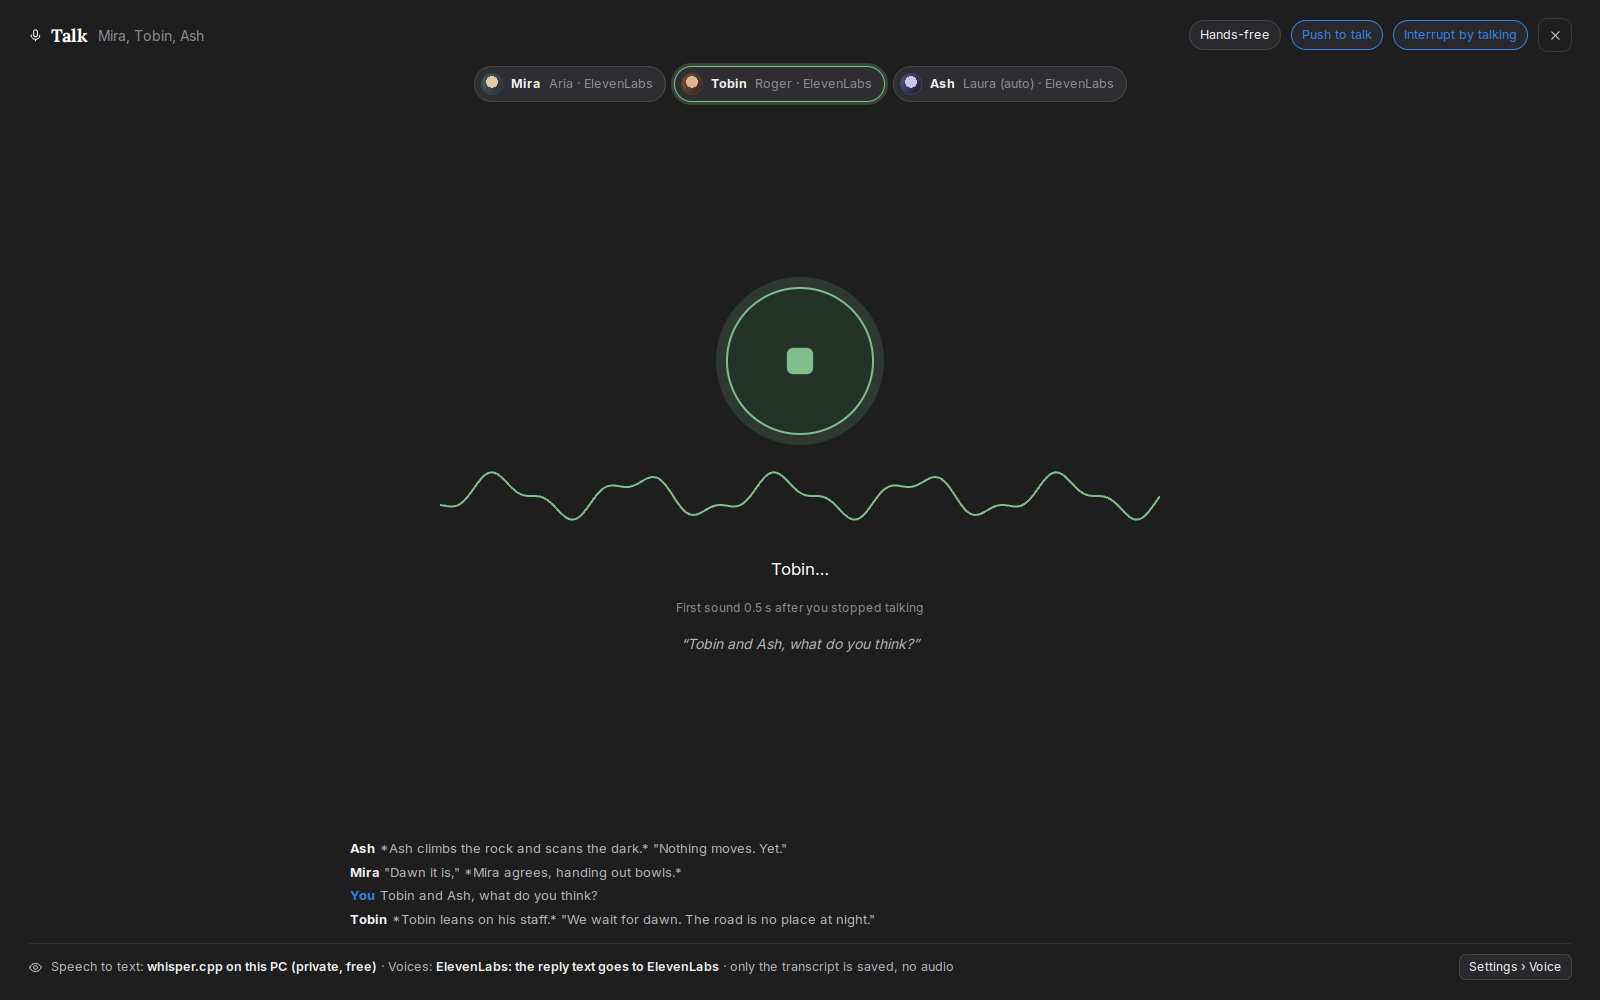 Talk Mira, Tobin, Ash
Hands-free Push to talk Interrupt by talking
Mira Aria · ElevenLabs Tobin Roger · ElevenLabs Ash Laura (auto) · ElevenLabs
Tobin...
First sound 0.5 s after you stopped talking
“Tobin and Ash, what do you think?”
Ash *Ash climbs the rock and scans the dark.* "Nothing moves. Yet."
Mira "Dawn it is," *Mira agrees, handing out bowls.*
You Tobin and Ash, what do you think?
Tobin *Tobin leans on his staff.* "We wait for dawn. The road is no place at night."
Speech to text: whisper.cpp on this PC (private, free) · Voices: ElevenLabs: the reply text goes to ElevenLabs · only the transcript is saved, no audio
Settings › Voice